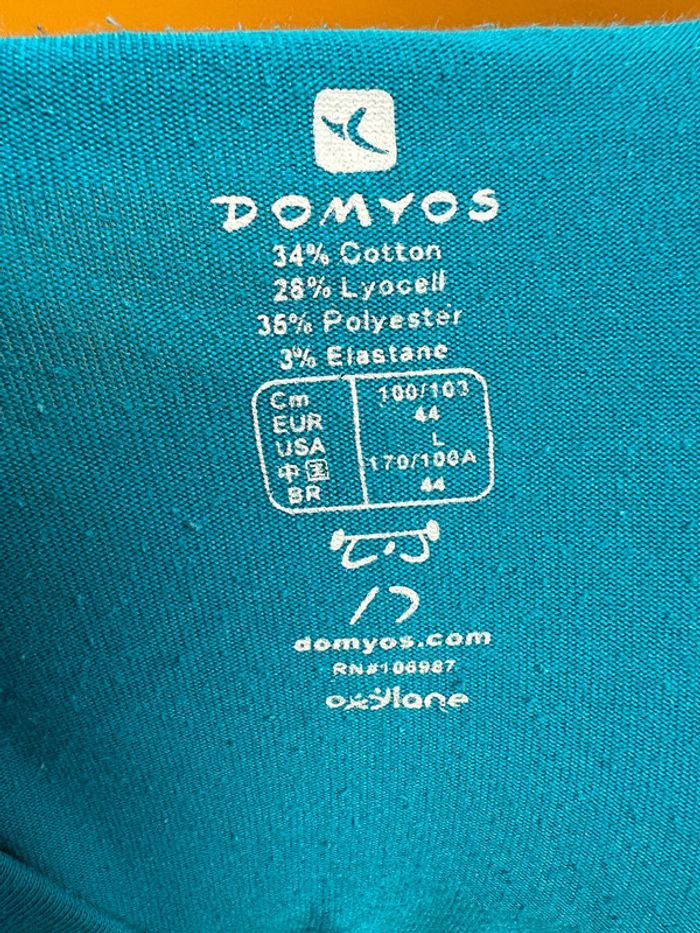 DOMYOS
34% Cotton
28% Lyocell
35% Polyester
3% Elastane
Cm 100/103
EUR 44
USA L
中国 170/100A
BR 44
domyos.com
RN#106987
oxylane